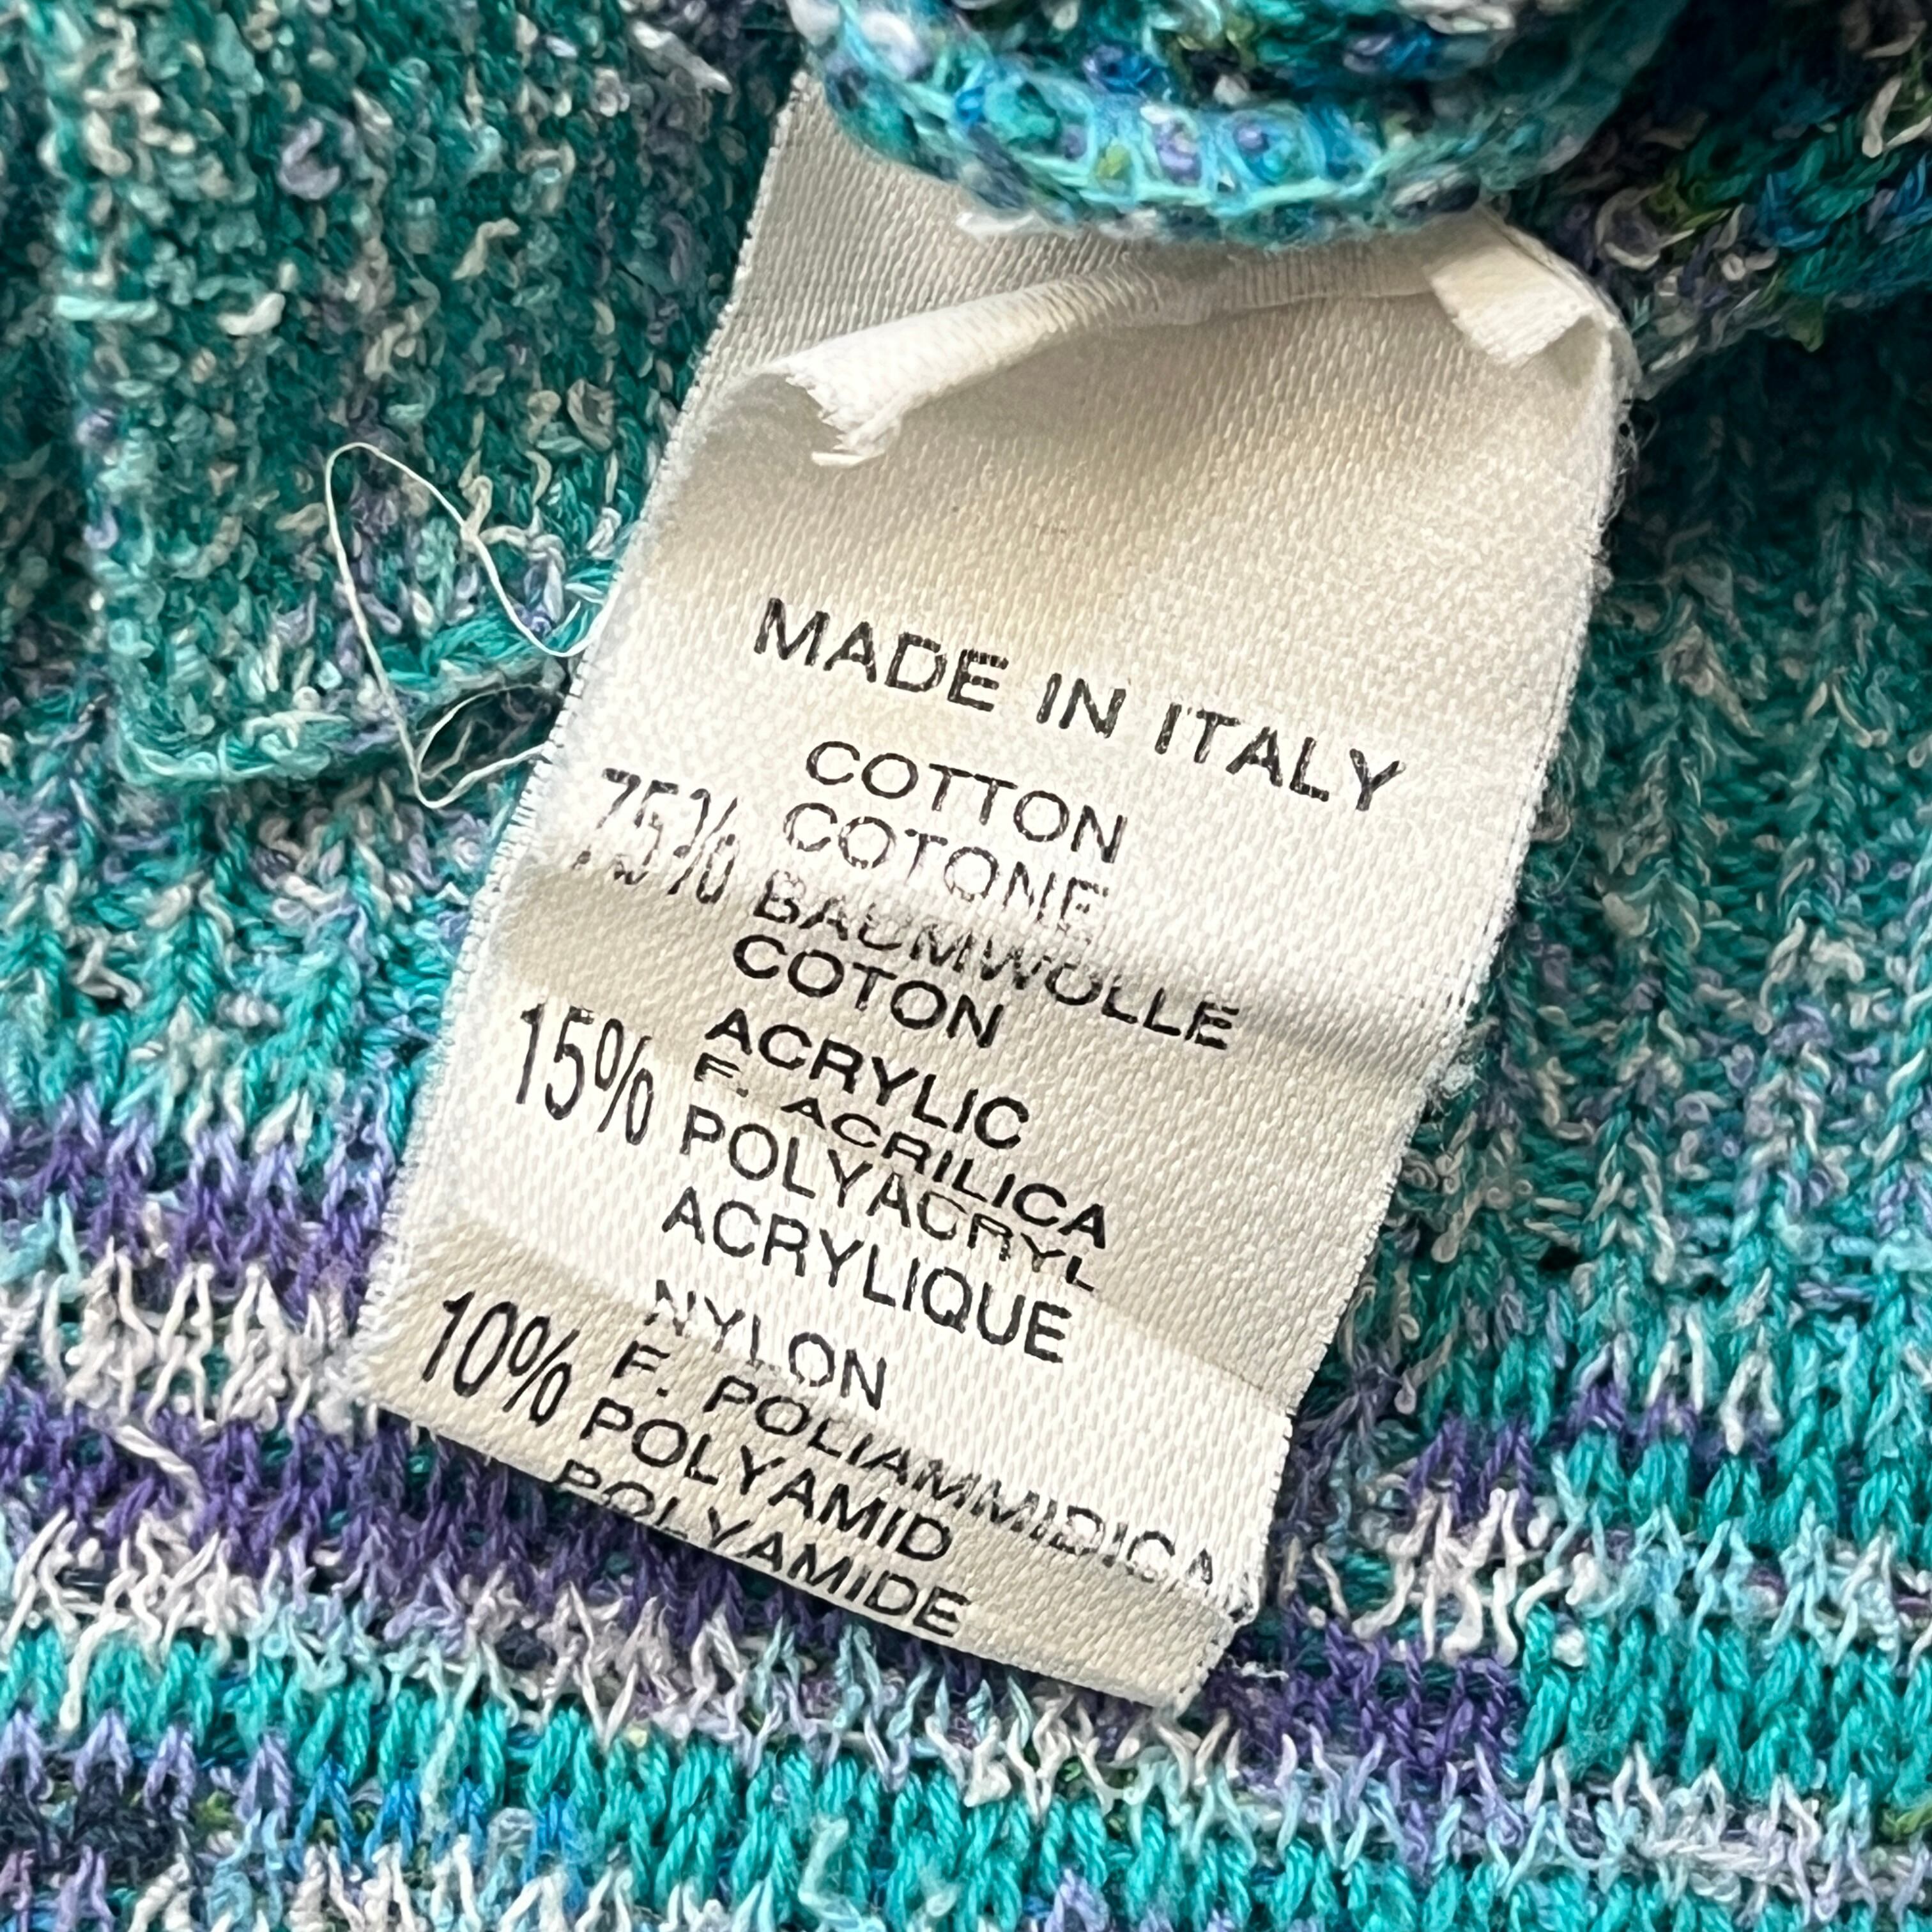 MADE IN ITALY
COTTON
COTONE
75% BAUMWOLLE
COTON
ACRYLIC
F. ACRILICA
15% POLYACRYL
ACRYLIQUE
NYLON
F. POLIAMMIDICA
10% POLYAMID
POLYAMIDE